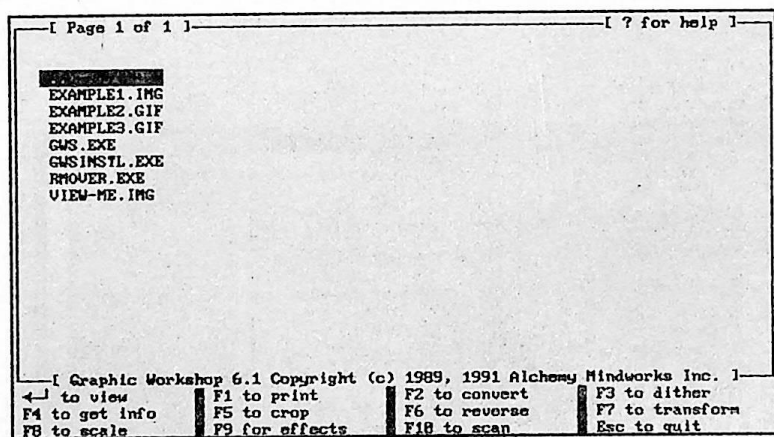 [ Page 1 of 1 ] [ ? for help ]
EXAMPLE1.IMG
EXAMPLE2.GIF
EXAMPLE3.GIF
GWS.EXE
GWSINSTL.EXE
RMOVER.EXE
VIEW-ME.IMG
[ Graphic Workshop 6.1 Copyright (c) 1989, 1991 Alchemy Mindworks Inc. ]
to view F1 to print F2 to convert F3 to dither
F4 to get info F5 to crop F6 to reverse F7 to transform
F8 to scale F9 for effects F10 to scan Esc to quit